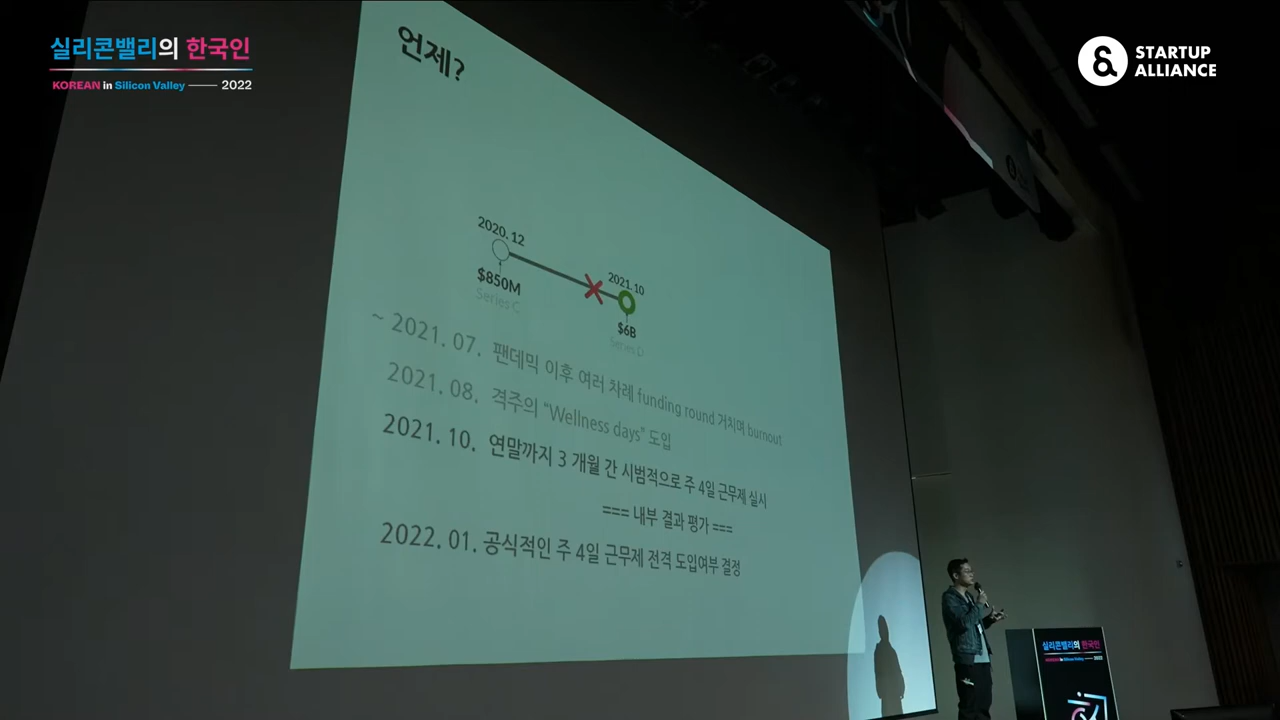 실리콘밸리의 한국인
KOREAN in Silicon Valley 2022
STARTUP
ALLIANCE
언제?
2020. 12
$850M
Series C
2021. 10
$6B
Series D
~ 2021. 07. 팬데믹 이후 여러 차례 funding round 거치며 burnout
2021. 08. 격주의 "Wellness days" 도입
2021. 10. 연말까지 3 개월 간 시범적으로 주 4일 근무제 실시
=== 내부 결과 평가 ===
2022. 01. 공식적인 주 4일 근무제 전격 도입여부 결정
실리콘밸리의 한국인
KOREAN in Silicon Valley 2022